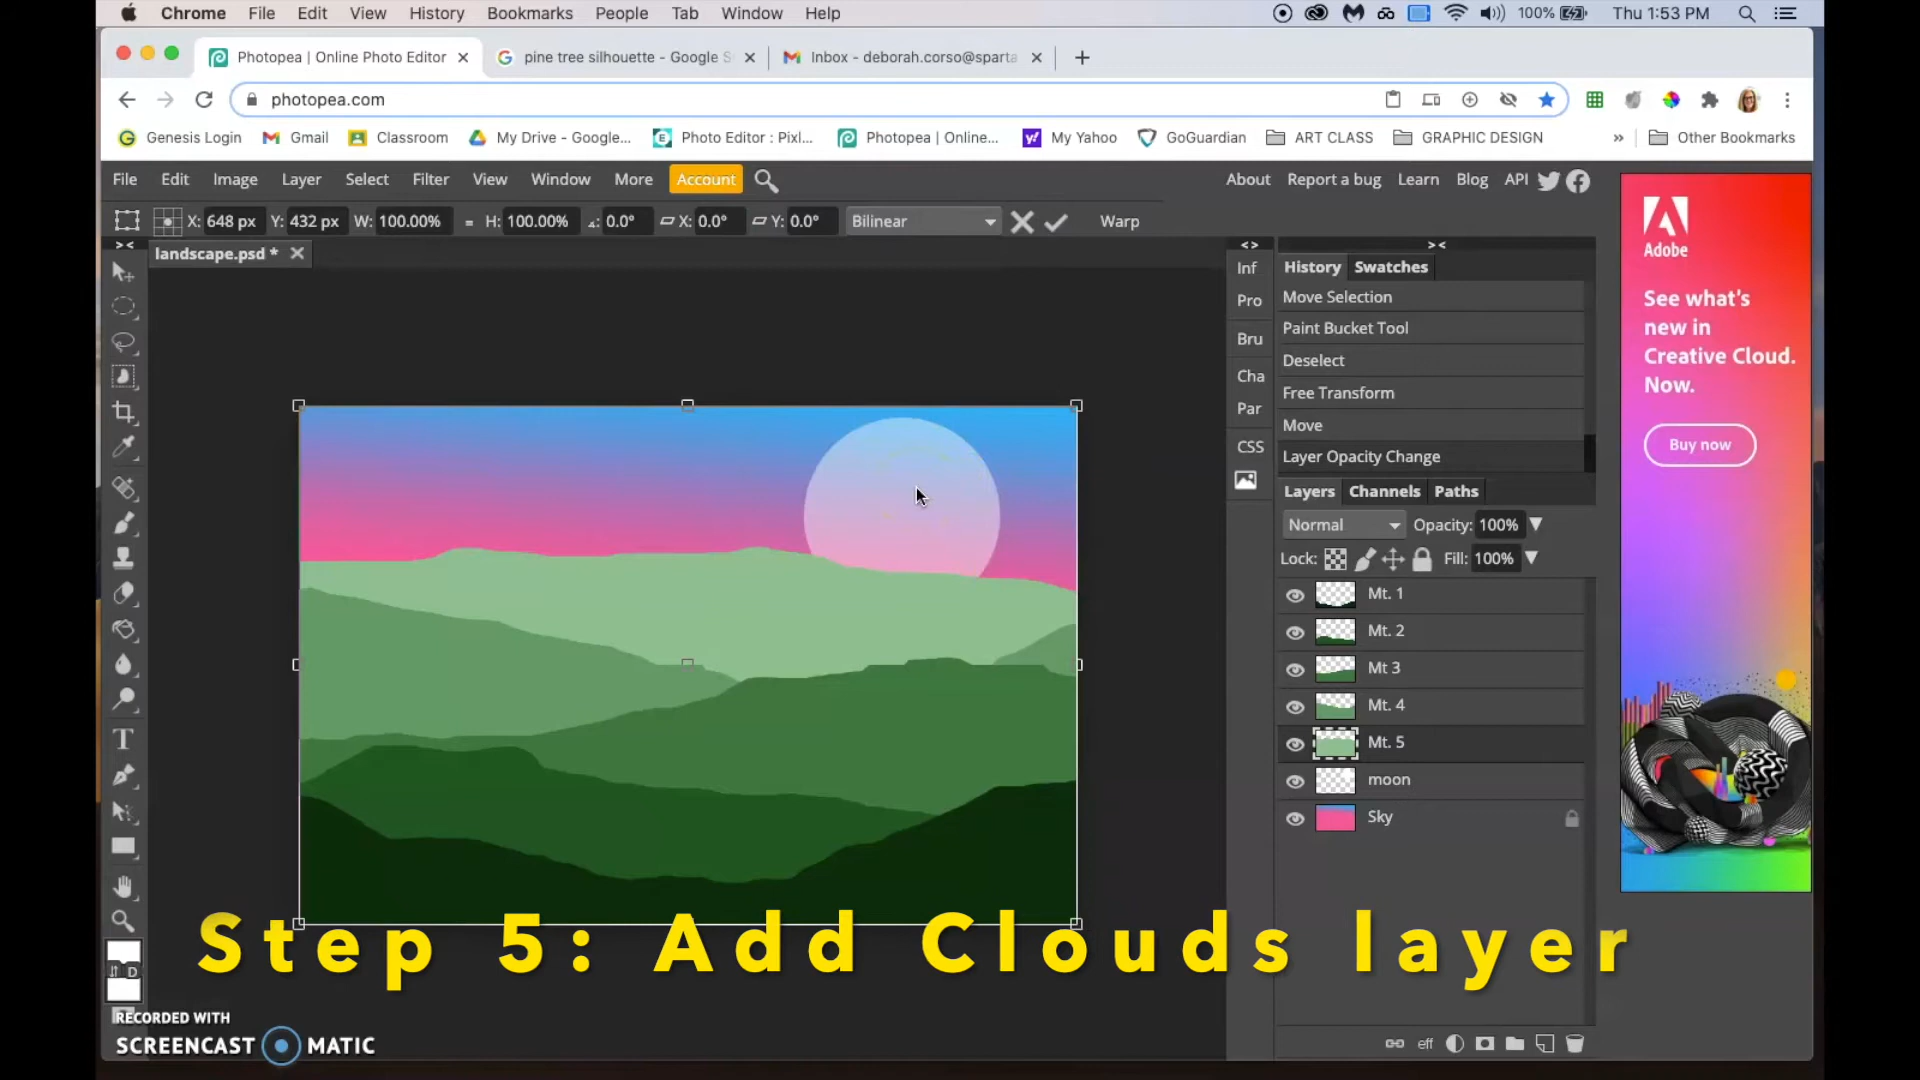 Chrome File Edit View History Bookmarks People Tab Window Help 100% Thu 1:53 PM
Photopea | Online Photo Editor pine tree silhouette - Google S Inbox - deborah.corso@sparta
photopea.com
Genesis Login Gmail Classroom My Drive - Google... Photo Editor : Pixl... Photopea | Online... My Yahoo GoGuardian ART CLASS GRAPHIC DESIGN » Other Bookmarks
File Edit Image Layer Select Filter View Window More Account About Report a bug Learn Blog API
X: 648 px Y: 432 px W: 100.00% = H: 100.00% 0.0° X: 0.0° Y: 0.0° Bilinear Warp
landscape.psd *
Inf
Pro
Bru
Cha
Par
CSS
History Swatches
Move Selection
Paint Bucket Tool
Deselect
Free Transform
Move
Layer Opacity Change
Layers Channels Paths
Normal Opacity: 100%
Lock: Fill: 100%
Mt. 1
Mt. 2
Mt 3
Mt. 4
Mt. 5
moon
Sky
eff
Adobe
See what's
new in
Creative Cloud.
Now.
Buy now
D
Step 5: Add Clouds layer
RECORDED WITH
SCREENCAST MATIC